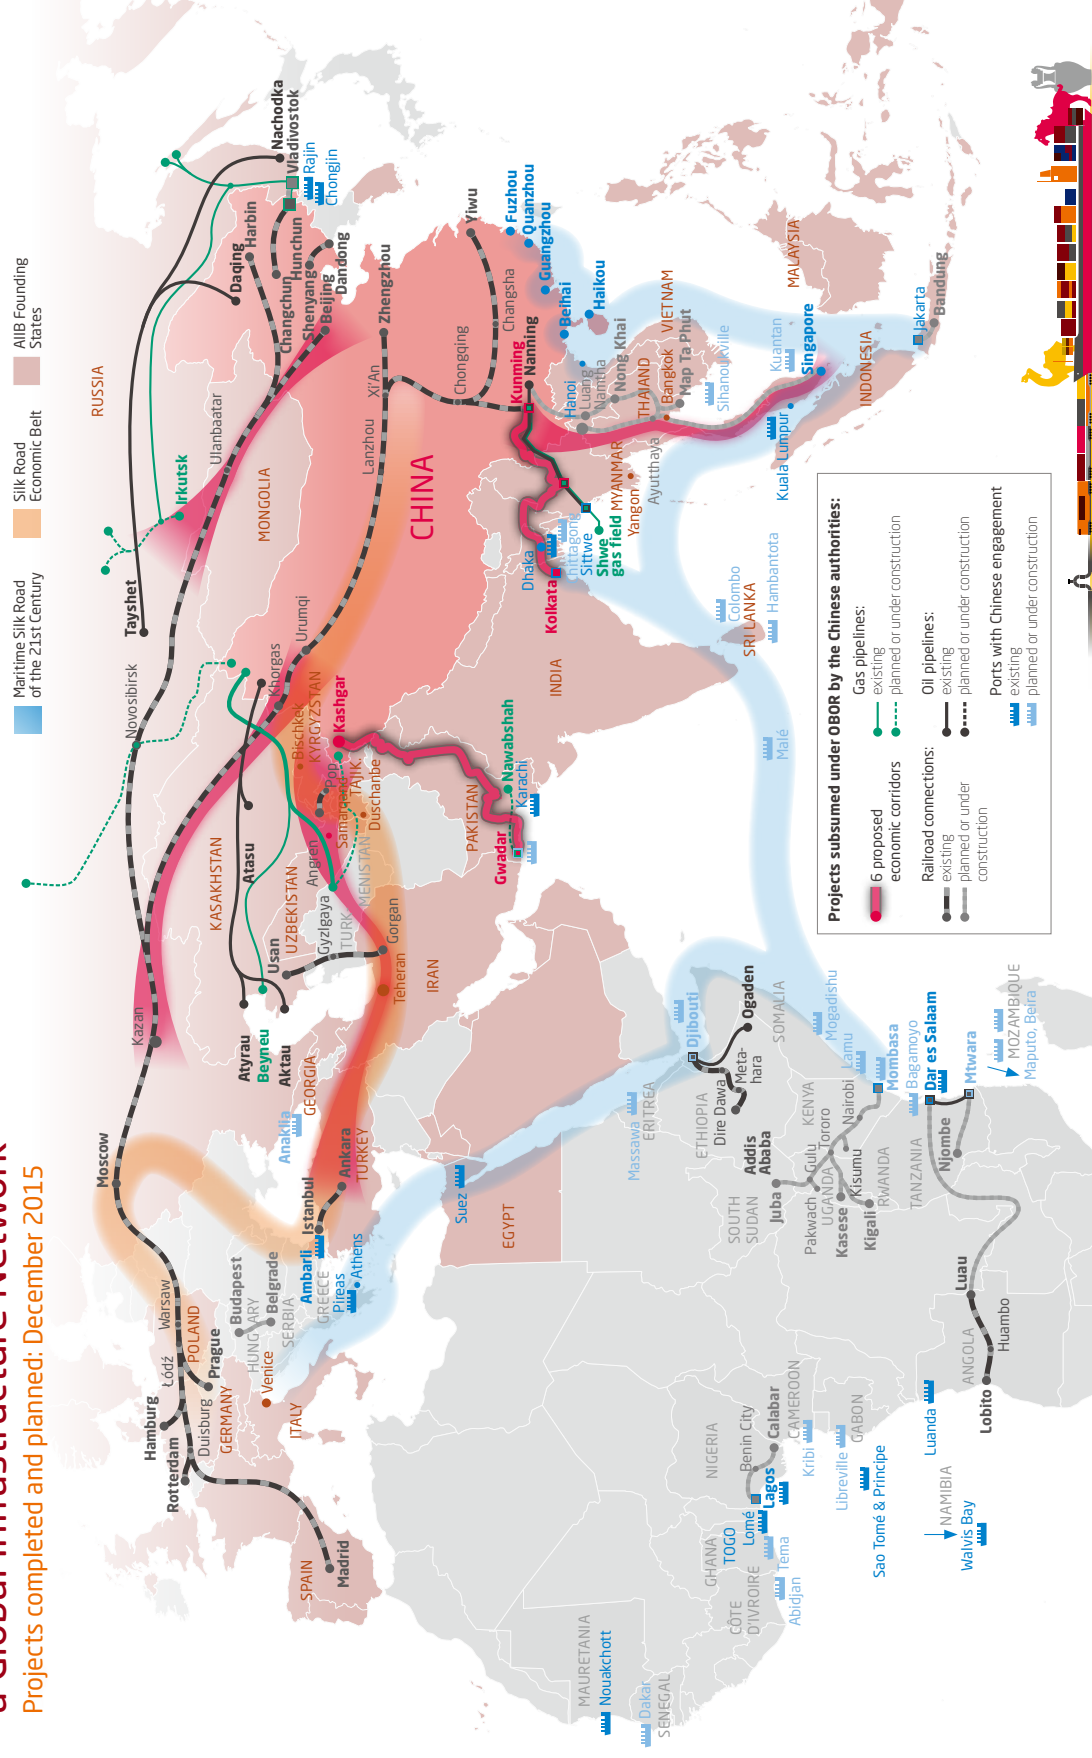 a Global Infrastructure Network
Projects completed and planned: December 2015
Maritime Silk Road
of the 21st Century
Silk Road
Economic Belt
AIIB Founding
States
RUSSIA
Moscow
Kazan
Novosibirsk
Tayshet
Irkutsk
Ulanbaatar
MONGOLIA
Daqing
Harbin
Nachodka
Vladivostok
Rajin
Chongjin
Changchun
Hunchun
Shenyang
Beijing
Dandong
Zhengzhou
Xi'An
Lanzhou
Yiwu
Changsha
Chongqing
CHINA
Kunming
Nanning
Fuzhou
Quanzhou
Guangzhou
Beihai
Haikou
Hanoi
Luang
Namtha
Nong Khai
VIETNAM
THAILAND
Bangkok
Map Ta Phut
Sihanoukville
Kuantan
MALAYSIA
Singapore
Kuala Lumpur
INDONESIA
Jakarta
Bandung
MYANMAR
Yangon
Ayutthaya
Dhaka
Chittagong
Sittwe
Shwe
gas field
Kolkata
INDIA
Colombo
SRI LANKA
Hambantota
Malé
Urumqi
Khorgas
Bischkek
KYRGYZSTAN
Kashgar
Pop
TAJIK.
Duschanbe
Samarqand
Angren
KASAKHSTAN
Atasu
UZBEKISTAN
Usan
Gyzlgaya
TURK
MENISTAN
Gorgan
Teheran
IRAN
PAKISTAN
Nawabshah
Karachi
Gwadar
Atyrau
Beyneu
Aktau
GEORGIA
Anaklia
Ankara
TURKEY
Istanbul
Ambarli
GREECE
Pireas
Athens
Budapest
HUNGARY
Belgrade
SERBIA
Warsaw
Łódź
POLAND
Prague
Hamburg
Duisburg
GERMANY
Rotterdam
Venice
ITALY
SPAIN
Madrid
Suez
EGYPT
Massawa
ERITREA
Djibouti
ETHIOPIA
Dire Dawa
Meta-
hara
Ogaden
SOMALIA
Addis
Ababa
SOUTH
SUDAN
Juba
Pakwach
Gulu
UGANDA
Tororo
KENYA
Nairobi
Kasese
Kisumu
Kigali
RWANDA
Mogadishu
Lamu
Mombasa
Bagamoyo
Dar es Salaam
TANZANIA
Mtwara
Njombe
MOZAMBIQUE
Maputo, Beira
Luau
Huambo
ANGOLA
Lobito
Luanda
NAMIBIA
Walvis Bay
CAMEROON
Kribi
GABON
Libreville
Sao Tomé & Principe
NIGERIA
Benin City
Calabar
Lagos
Lomé
TOGO
GHANA
Tema
CÔTE
D'IVOIRE
Abidjan
MAURETANIA
Nouakchott
Dakar
SENEGAL
Projects subsumed under OBOR by the Chinese authorities:
6 proposed
economic corridors
Railroad connections:
existing
planned or under
construction
Gas pipelines:
existing
planned or under construction
Oil pipelines:
existing
planned or under construction
Ports with Chinese engagement
existing
planned or under construction